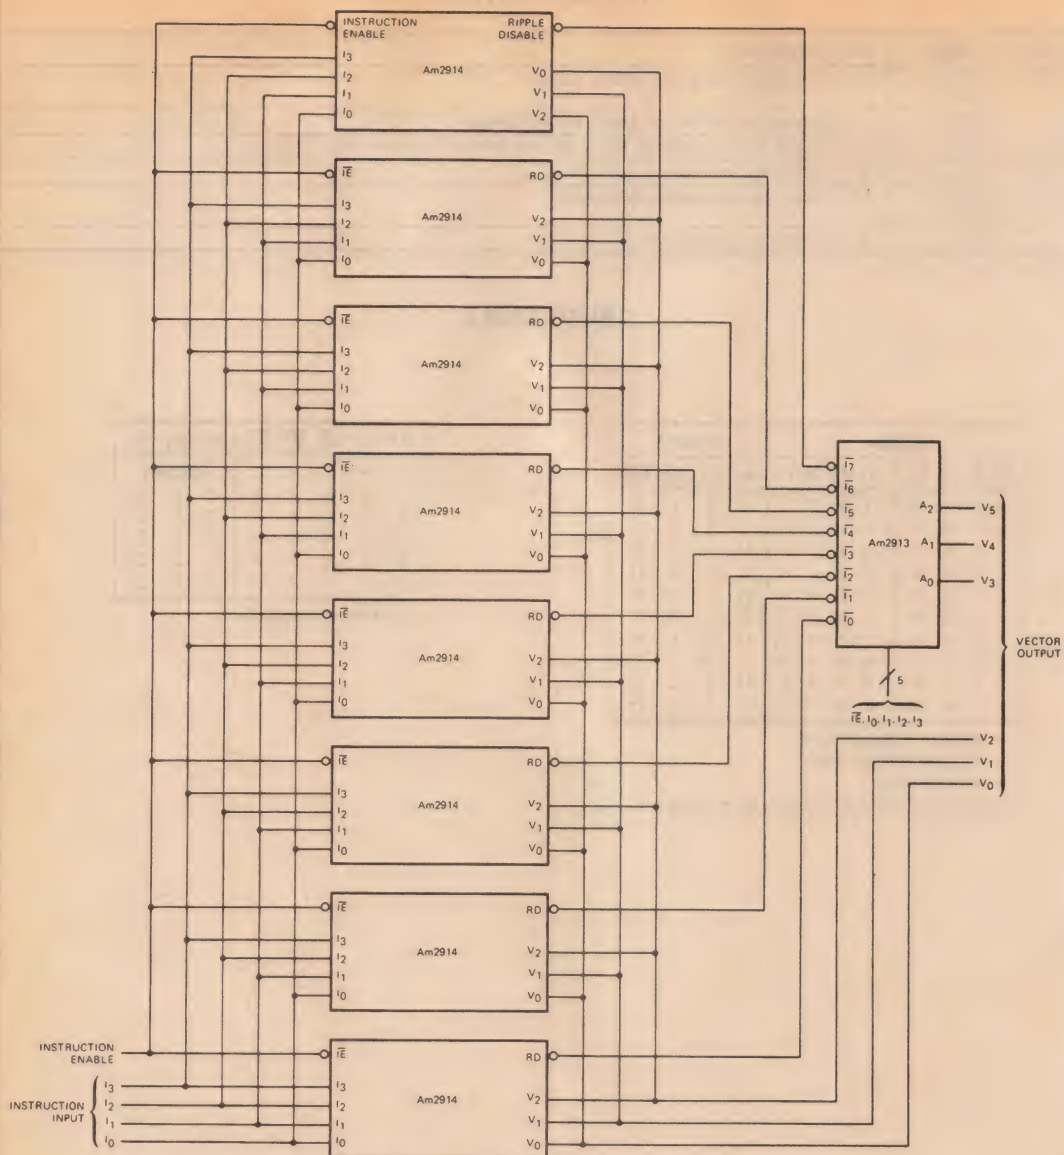 INSTRUCTION ENABLE
RIPPLE DISABLE
I3
I2
I1
I0
Am2914
V0
V1
V2
IE
RD
I3
I2
I1
I0
Am2914
V2
V1
V0
IE
RD
I3
I2
I1
I0
Am2914
V2
V1
V0
IE
RD
I3
I2
I1
I0
Am2914
V2
V1
V0
IE
RD
I3
I2
I1
I0
Am2914
V2
V1
V0
IE
RD
I3
I2
I1
I0
Am2914
V2
V1
V0
IE
RD
I3
I2
I1
I0
Am2914
V2
V1
V0
IE
RD
I3
I2
I1
I0
Am2914
V2
V1
V0
INSTRUCTION
ENABLE
INSTRUCTION
INPUT
I3
I2
I1
I0
I7
I6
I5
I4
I3
I2
I1
I0
Am2913
A2
A1
A0
5
IE, I0, I1, I2, I3
V5
V4
V3
V2
V1
V0
VECTOR
OUTPUT